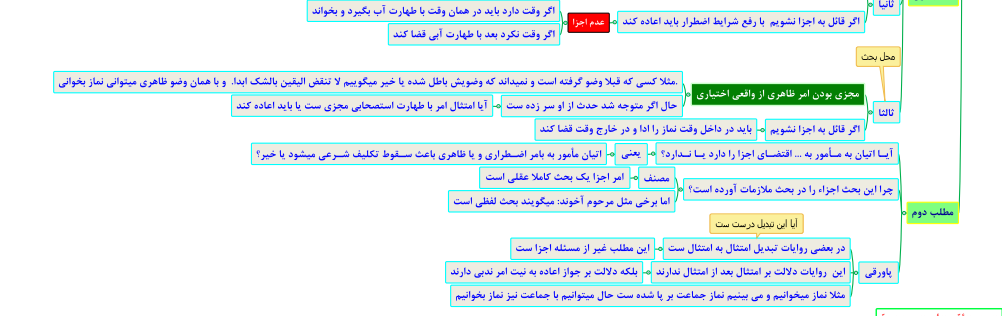 ثانیا
اگر قائل به اجزا نشویم با رفع شرایط اضطرار باید اعاده کند
عدم اجزا
اگر وقت دارد باید در همان وقت با طهارت آب بگیرد و بخواند
اگر وقت نکرد بعد با طهارت آبی قضا کند
محل بحث
ثالثا
مجزی بودن امر ظاهری از واقعی اختیاری
.مثلا کسی که قبلا وضو گرفته است و نمیداند که وضویش باطل شده یا خیر میگوییم لا تنقض الیقین بالشک ابدا. و با همان وضو ظاهری میتوانی نماز بخوانی
حال اگر متوجه شد حدث از او سر زده ست
آیا امتثال امر با طهارت استصحابی مجزی ست یا باید اعاده کند
اگر قائل به اجزا نشویم
باید در داخل وقت نماز را ادا و در خارج وقت قضا کند
مطلب دوم
آیـا اتیان به مـأمور به ... اقتضـای اجزا را دارد یـا نـدارد؟
یعنی
اتیان مأمور به بامر اضـطراری و یا ظاهری باعث سـقوط تکلیف شـرعی میشود یا خیر؟
چرا این بحث اجزاء را در بحث ملازمات آورده است؟
مصنف
امر اجزا یک بحث کاملا عقلی است
اما برخی مثل مرحوم آخوند: میگویند بحث لفظی است
آیا این تبدیل درست ست
پاورقی
در بعضی روایات تبدیل امتثال به امتثال ست
این مطلب غیر از مسئله اجزا ست
این روایات دلالت بر امتثال بعد از امتثال ندارند
بلکه دلالت بر جواز اعاده به نیت امر ندبی دارند
مثلا نماز میخوانیم و می بینیم نماز جماعت بر پا شده ست حال میتوانیم با جماعت نیز نماز بخوانیم